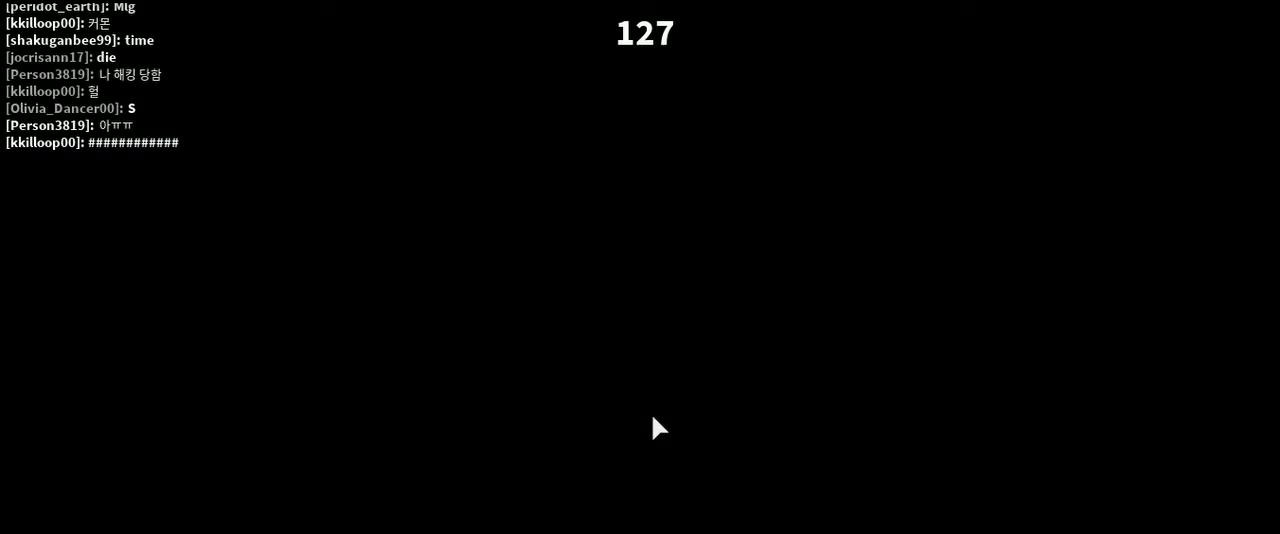 [peridot_earth]: Mlg
[kkilloop00]: 커몬
[shakuganbee99]: time
[jocrisann17]: die
[Person3819]: 나 해킹 당함
[kkilloop00]: 헐
[Olivia_Dancer00]: S
[Person3819]: 아ㅠㅠ
[kkilloop00]: ############
127